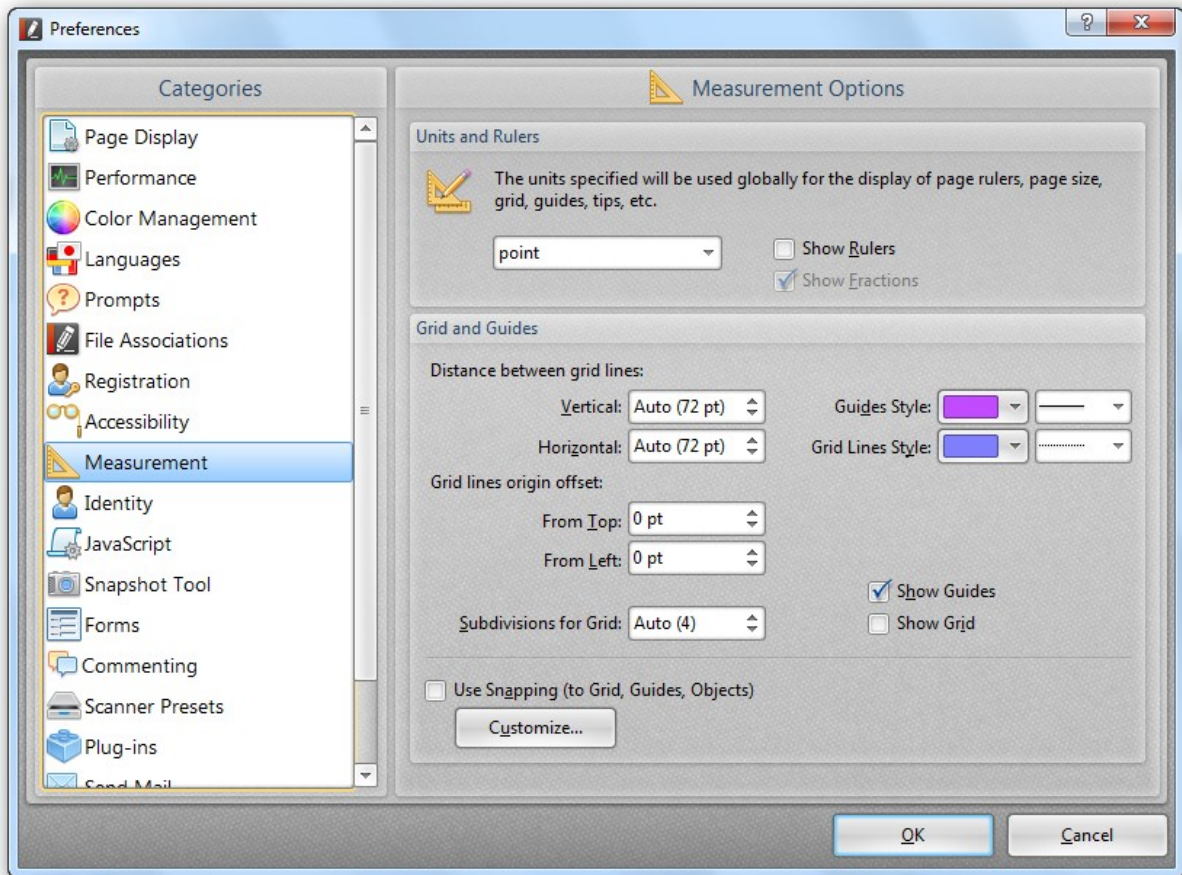 Preferences
?
Categories
Page Display
Performance
Color Management
Languages
Prompts
File Associations
Registration
Accessibility
Measurement
Identity
JavaScript
Snapshot Tool
Forms
Commenting
Scanner Presets
Plug-ins
Send Mail
Measurement Options
Units and Rulers
The units specified will be used globally for the display of page rulers, page size,
grid, guides, tips, etc.
point
Show Rulers
Show Fractions
Grid and Guides
Distance between grid lines:
Vertical: Auto (72 pt) Guides Style:
Horizontal: Auto (72 pt) Grid Lines Style:
Grid lines origin offset:
From Top: 0 pt
From Left: 0 pt
Show Guides
Subdivisions for Grid: Auto (4) Show Grid
Use Snapping (to Grid, Guides, Objects)
Customize...
OK Cancel